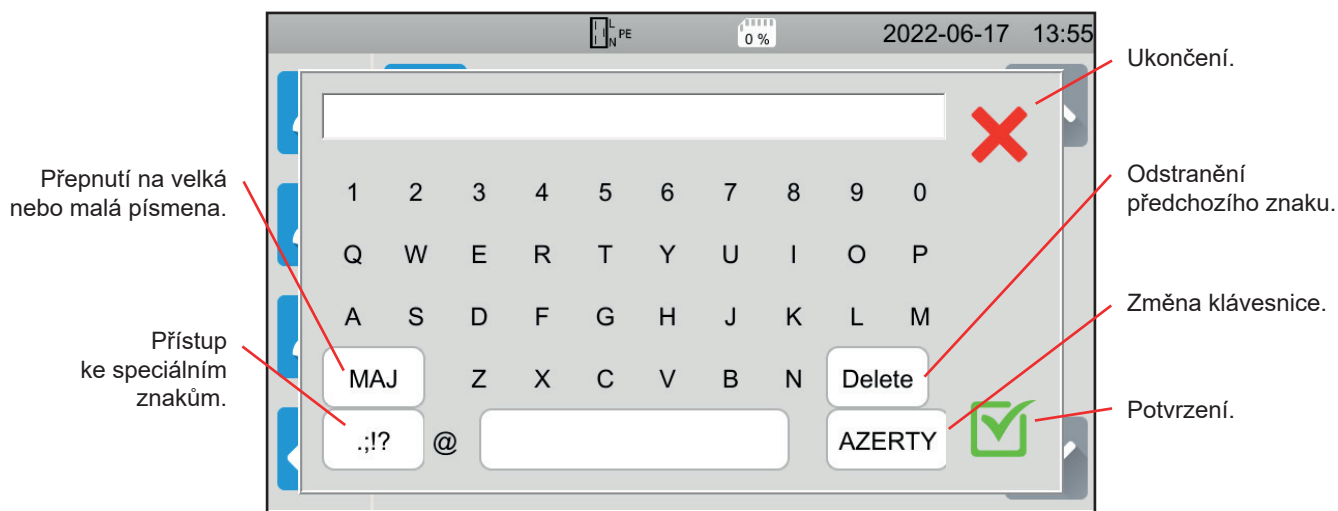 L
N PE
0 %
2022-06-17 13:55
Ukončení.
Přepnutí na velká
nebo malá písmena.
1 2 3 4 5 6 7 8 9 0
Odstranění
předchozího znaku.
Q W E R T Y U I O P
A S D F G H J K L M
Změna klávesnice.
Přístup
ke speciálním
znakům.
MAJ Z X C V B N Delete
.;!? @ AZERTY
Potvrzení.